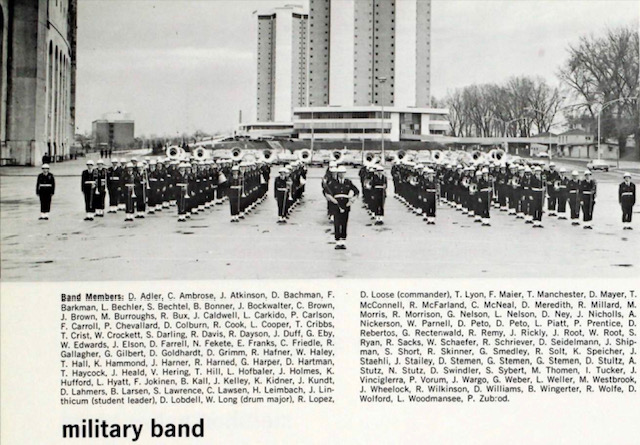 Band Members: D. Adler, C. Ambrose, J. Atkinson, D. Bachman, F.
Barkman, L. Bechler, S. Bechtel, B. Bonner, J. Bockwalter, C. Brown,
J. Brown, M. Burroughs, R. Bux, J. Caldwell, L. Carkido, P. Carlson,
F. Carroll, P. Chevallard, D. Colburn, R. Cook, L. Cooper, T. Cribbs,
T. Crist, W. Crockett, S. Darling, R. Davis, R. Dayson, J. Duff, G. Eby,
W. Edwards, J. Elson, D. Farrell, N. Fekete, E. Franks, C. Friedle, R.
Gallagher, G. Gilbert, D. Goldhardt, D. Grimm, R. Hafner, W. Haley,
T. Hall, K. Hammond, J. Harner, R. Harned, G. Harper, D. Hartman,
T. Haycock, J. Heald, V. Hering, T. Hill, L. Hofbaler, J. Holmes, K.
Hufford, L. Hyatt, F. Jokinen, B. Kall, J. Kelley, K. Kidner, J. Kundt,
D. Lahmers, B. Larsen, S. Lawrence, C. Lawsen, H. Leimbach, J. Lin-
thicum (student leader), D. Lobdell, W. Long (drum major), R. Lopez,
D. Loose (commander), T. Lyon, F. Maier, T. Manchester, D. Mayer, T.
McConnell, R. McFarland, C. McNeal, D. Meredith, R. Millard, M.
Morris, R. Morrison, G. Nelson, L. Nelson, D. Ney, J. Nicholls, A.
Nickerson, W. Parnell, D. Peto, D. Peto, L. Piatt, P. Prentice, D.
Rebertos, G. Rectenwald, R. Remy, J. Rickly, J. Root, W. Root, S.
Ryan, R. Sacks, W. Schaefer, R. Schriever, D. Seidelmann, J. Ship-
man, S. Short, R. Skinner, G. Smedley, R. Solt, K. Speicher, J.
Staehli, J. Stailey, D. Stemen, G. Stemen, G. Stemen, D. Stultz, A.
Stutz, N. Stutz, D. Swindler, S. Sybert, M. Thomen, I. Tucker, J.
Vinciglerra, P. Vorum, J. Wargo, G. Weber, L. Weller, M. Westbrook,
J. Wheelock, R. Wilkinson, D. Williams, B. Wingerter, R. Wolfe, D.
Wolford, L. Woodmansee, P. Zub:od.
military band